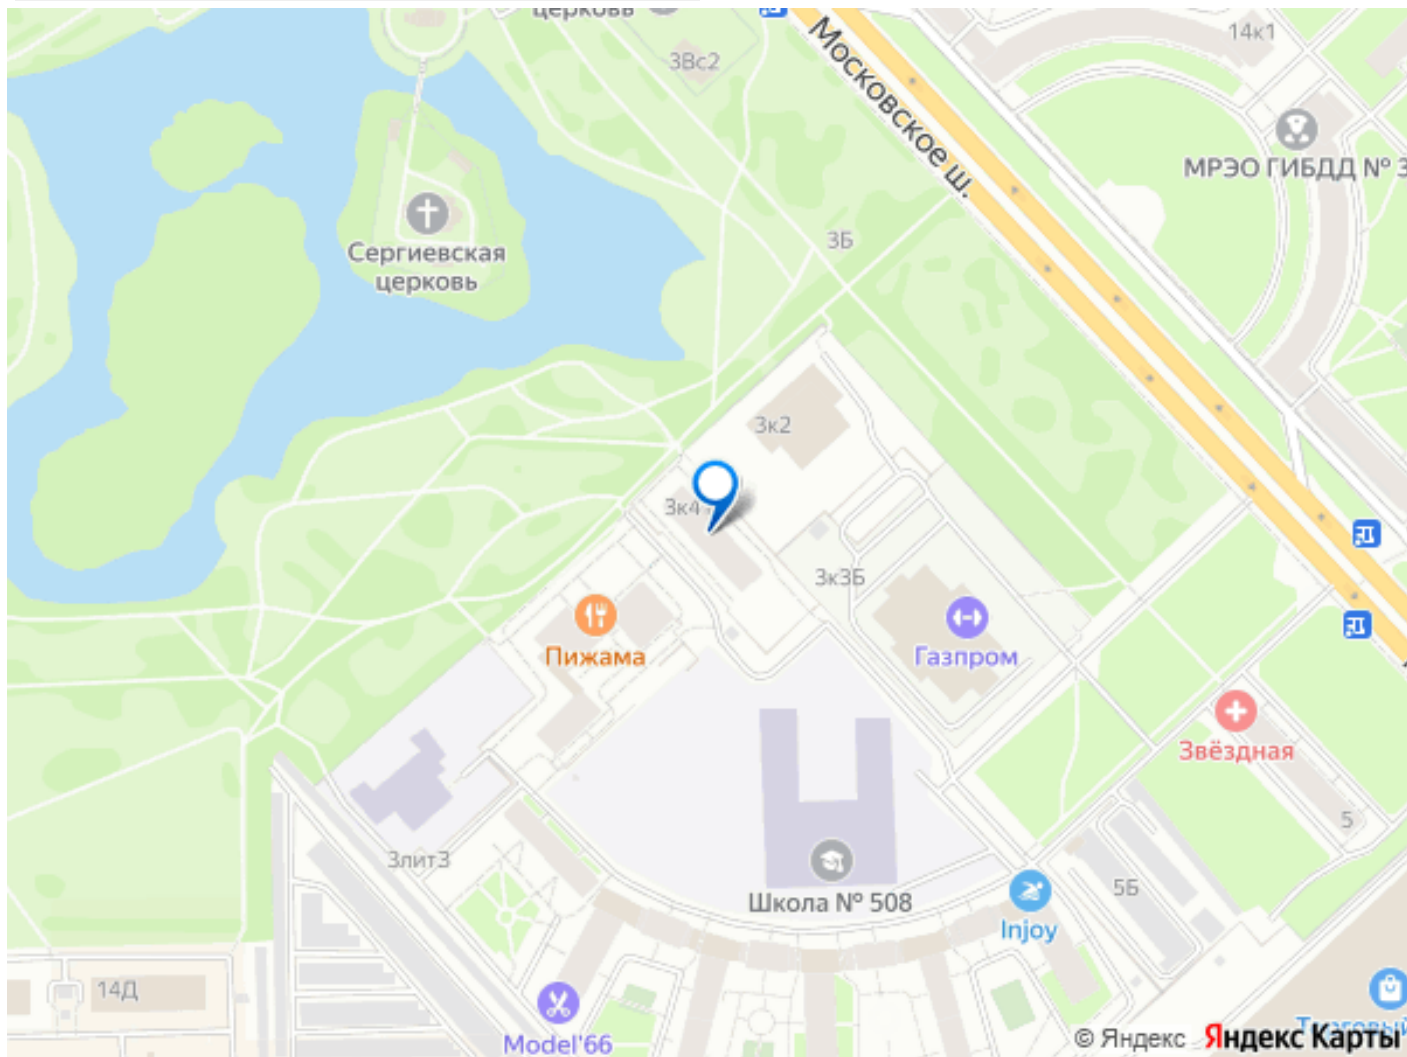 церковь
14к1
3Вс2
Московское ш.
МРЭО ГИБДД № 3
Сергиевская
церковь
3Б
3к2
3к4
3к3Б
Пижама
Газпром
Звёздная
5
3лит3
5Б
Школа № 508
Injoy
14Д
Model'66
© Яндекс Яндекс Карты